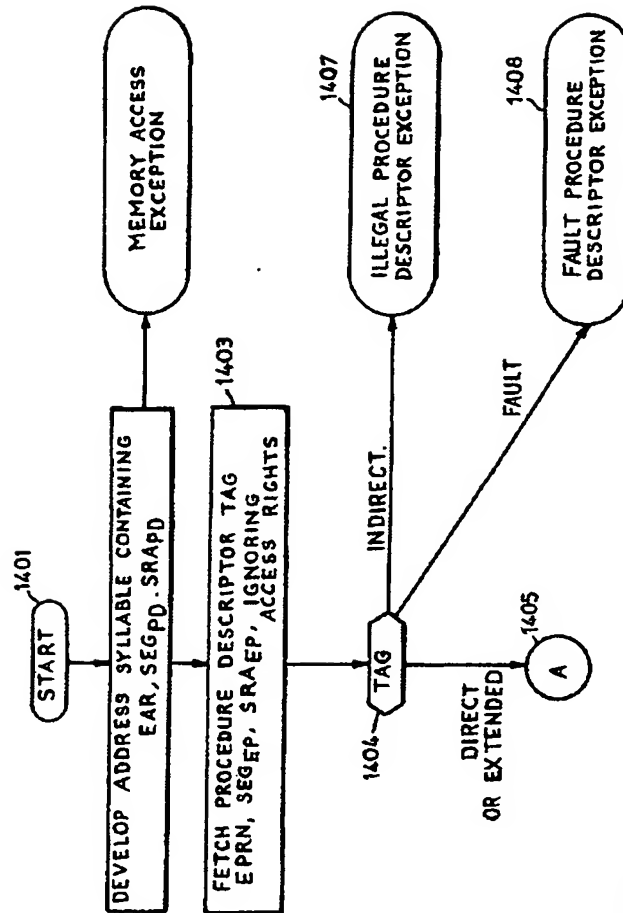 1401
START
DEVELOP ADDRESS SYLLABLE CONTAINING
EAR, SEGPD. SRAPD
MEMORY ACCESS
EXCEPTION
1403
FETCH PROCEDURE DESCRIPTOR TAG
EPRN, SEGEP, SRAEP, IGNORING
ACCESS RIGHTS
1404
TAG
INDIRECT.
1407
ILLEGAL PROCEDURE
DESCRIPTOR EXCEPTION
FAULT
1408
FAULT PROCEDURE
DESCRIPTOR EXCEPTION
DIRECT
OR EXTENDED
1405
A